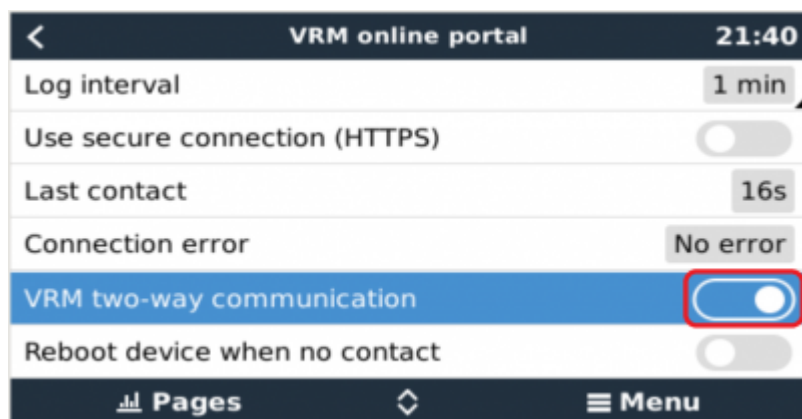 VRM online portal 21:40
Log interval 1 min
Use secure connection (HTTPS)
Last contact 16s
Connection error No error
VRM two-way communication
Reboot device when no contact
Pages Menu